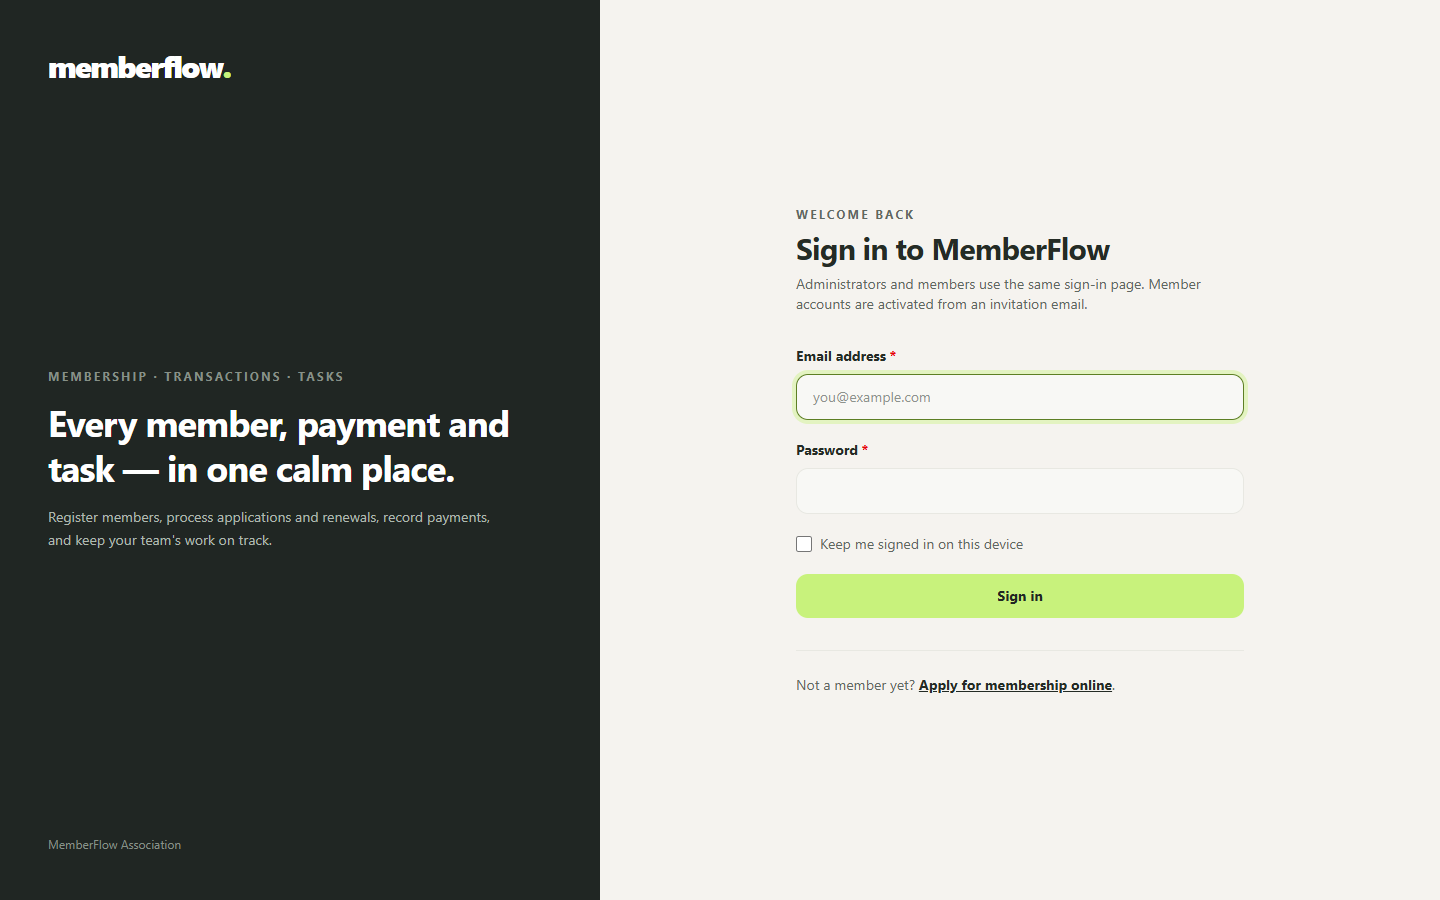 memberflow.
MEMBERSHIP · TRANSACTIONS · TASKS
Every member, payment and
task — in one calm place.
Register members, process applications and renewals, record payments,
and keep your team's work on track.
MemberFlow Association
WELCOME BACK
Sign in to MemberFlow
Administrators and members use the same sign-in page. Member
accounts are activated from an invitation email.
Email address *
you@example.com
Password *
Keep me signed in on this device
Sign in
Not a member yet? Apply for membership online.